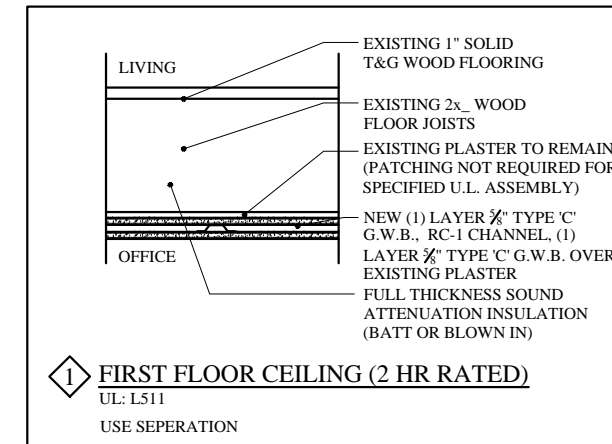 LIVING
EXISTING 1" SOLID
T&G WOOD FLOORING
EXISTING 2x_ WOOD
FLOOR JOISTS
EXISTING PLASTER TO REMAIN
(PATCHING NOT REQUIRED FOR
SPECIFIED U.L. ASSEMBLY)
NEW (1) LAYER ⅝" TYPE 'C'
G.W.B., RC-1 CHANNEL, (1)
LAYER ⅝" TYPE 'C' G.W.B. OVER
EXISTING PLASTER
OFFICE
FULL THICKNESS SOUND
ATTENUATION INSULATION
(BATT OR BLOWN IN)
1 FIRST FLOOR CEILING (2 HR RATED)
UL: L511
USE SEPERATION